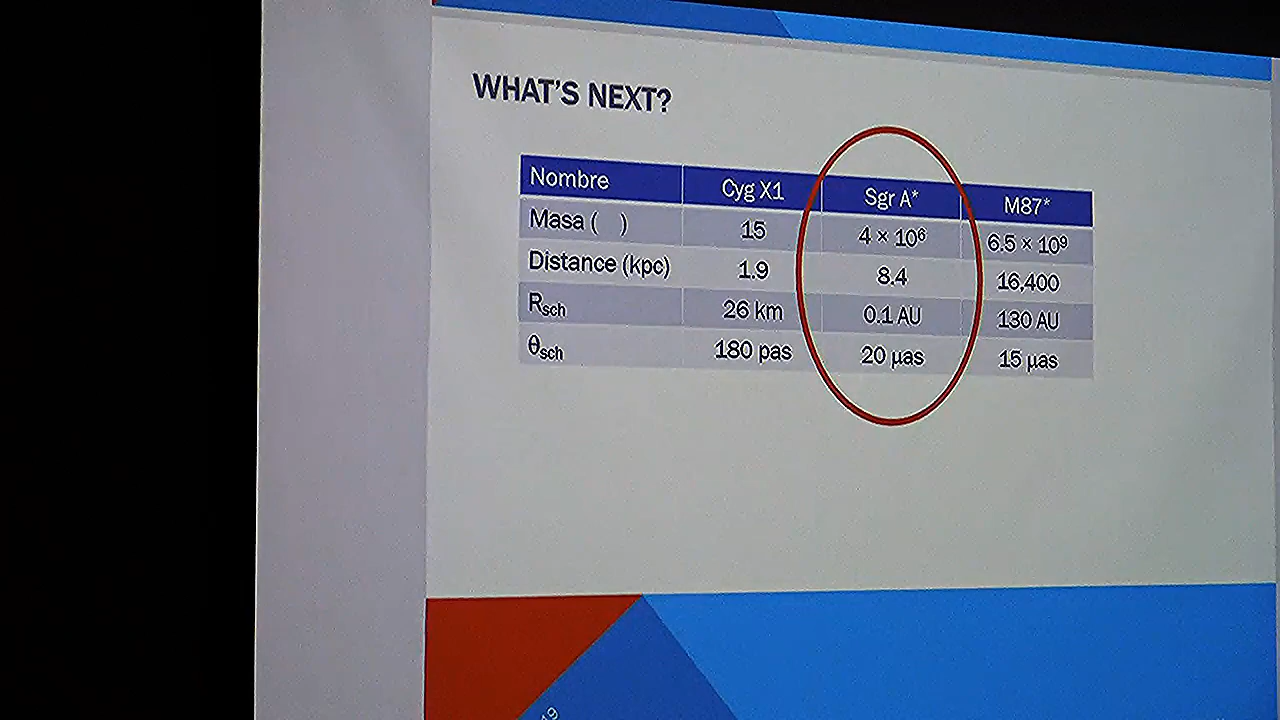 WHAT'S NEXT?
Nombre Cyg X1 Sgr A* M87*
Masa ( ) 15 4 × 10⁶ 6.5 × 10⁹
Distance (kpc) 1.9 8.4 16,400
Rsch 26 km 0.1 AU 130 AU
θsch 180 pas 20 µas 15 µas
19